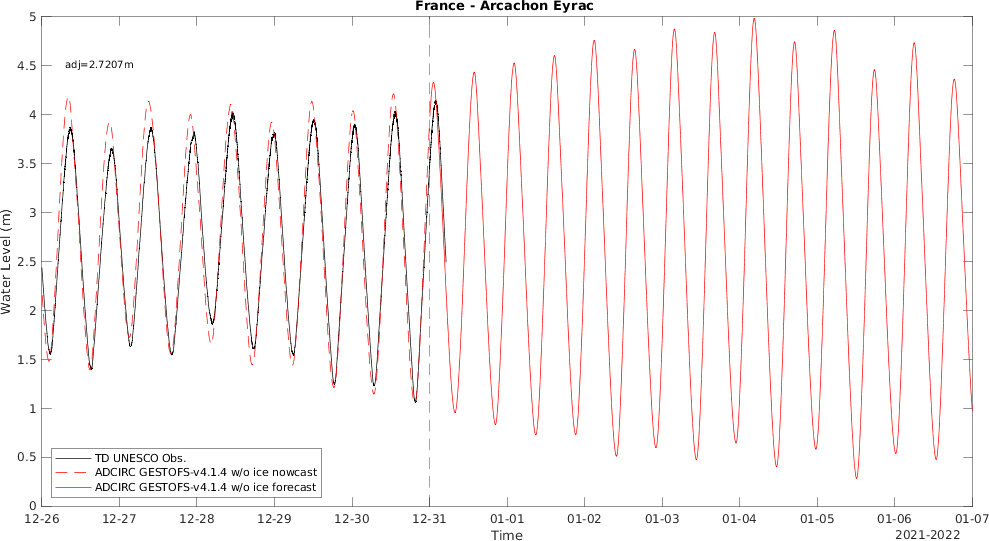 France - Arcachon Eyrac
adj=2.7207m
Water Level (m)
5
4.5
4
3.5
3
2.5
2
1.5
1
0.5
0
TD UNESCO Obs.
ADCIRC GESTOFS-v4.1.4 w/o ice nowcast
ADCIRC GESTOFS-v4.1.4 w/o ice forecast
12-26 12-27 12-28 12-29 12-30 12-31 01-01 01-02 01-03 01-04 01-05 01-06 01-07
Time
2021-2022